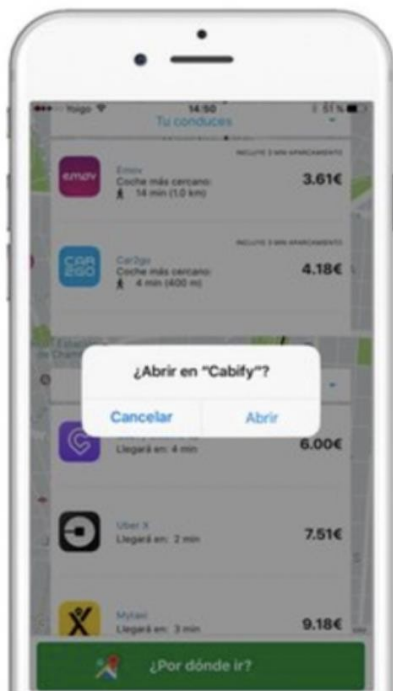 Yoigo 14:50 51 %
Tu conduces
INCLUYE 3 MIN APARCAMIENTO
emov
Emov
Coche más cercano:
14 min (1.0 km)
3.61€
INCLUYE 3 MIN APARCAMIENTO
CAR2GO
Car2go
Coche más cercano:
4 min (400 m)
4.18€
¿Abrir en "Cabify"?
Cancelar Abrir
Llegará en: 4 min
6.00€
Uber X
Llegará en: 2 min
7.51€
Mytaxi
Llegará en: 3 min
9.18€
¿Por dónde ir?